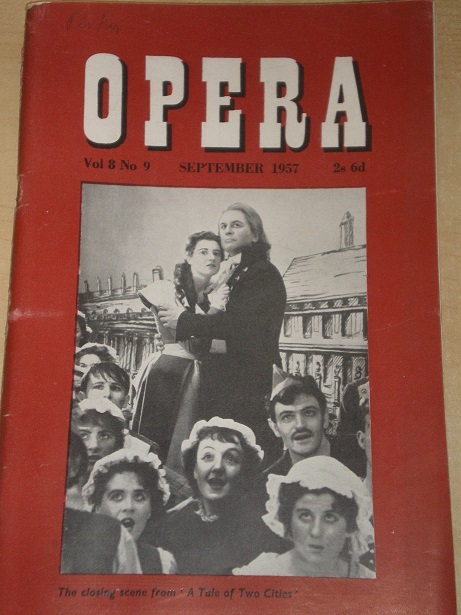 OPERA
Vol 8 No 9 SEPTEMBER 1957 2s 6d
The closing scene from 'A Tale of Two Cities'